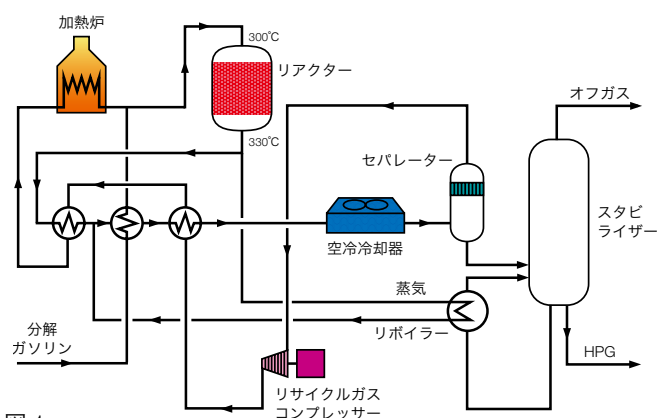 加熱炉
300℃
リアクター
330℃
オフガス
セパレーター
スタビ
ライザー
空冷冷却器
蒸気
リボイラー
分解
ガソリン
HPG
リサイクルガス
コンプレッサー